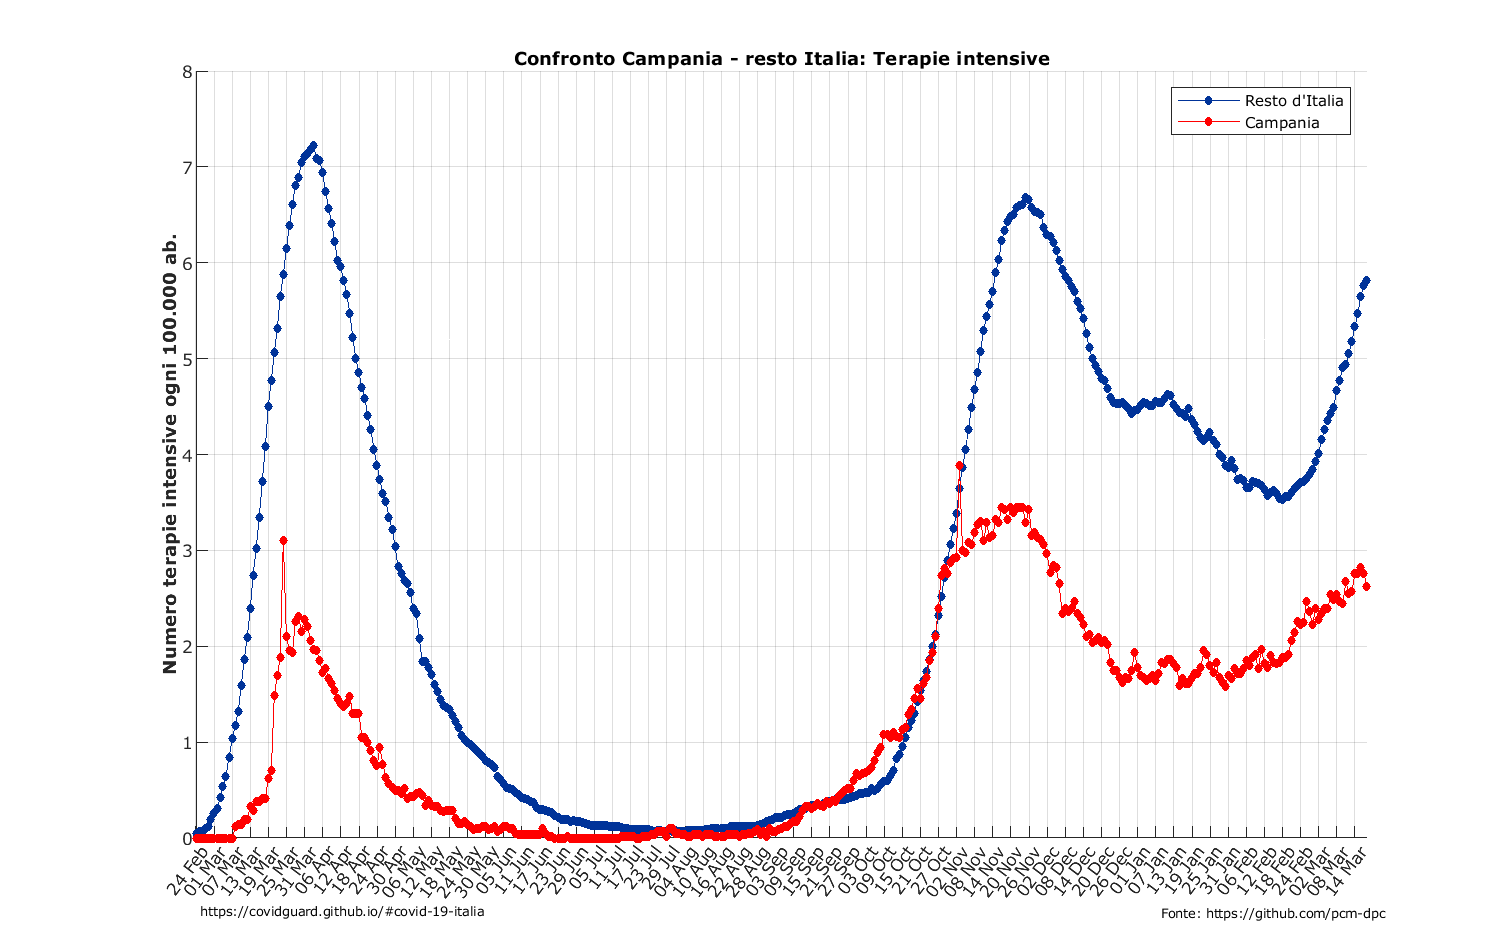 Confronto Campania - resto Italia: Terapie intensive
Resto d'Italia
Campania
Numero terapie intensive ogni 100.000 ab.
8
7
6
5
4
3
2
1
0
24 Feb
01 Mar
07 Mar
13 Mar
19 Mar
25 Mar
31 Mar
06 Apr
12 Apr
18 Apr
24 Apr
30 Apr
06 May
12 May
18 May
24 May
30 May
05 Jun
11 Jun
17 Jun
23 Jun
29 Jun
05 Jul
11 Jul
17 Jul
23 Jul
29 Jul
04 Aug
10 Aug
16 Aug
22 Aug
28 Aug
03 Sep
09 Sep
15 Sep
21 Sep
27 Sep
03 Oct
09 Oct
15 Oct
21 Oct
27 Oct
02 Nov
08 Nov
14 Nov
20 Nov
26 Nov
02 Dec
08 Dec
14 Dec
20 Dec
26 Dec
01 Jan
07 Jan
13 Jan
19 Jan
25 Jan
31 Jan
06 Feb
12 Feb
18 Feb
24 Feb
02 Mar
08 Mar
14 Mar
https://covidguard.github.io/#covid-19-italia
Fonte: https://github.com/pcm-dpc